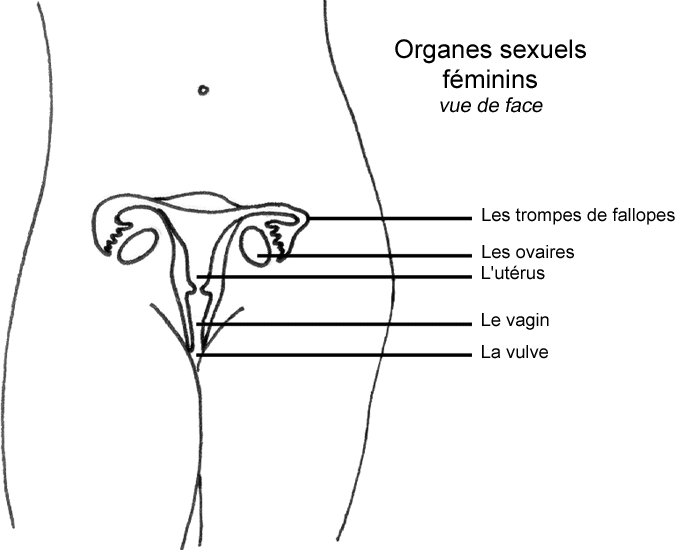 Organes sexuels
féminins
vue de face
Les trompes de fallopes
Les ovaires
L'utérus
Le vagin
La vulve